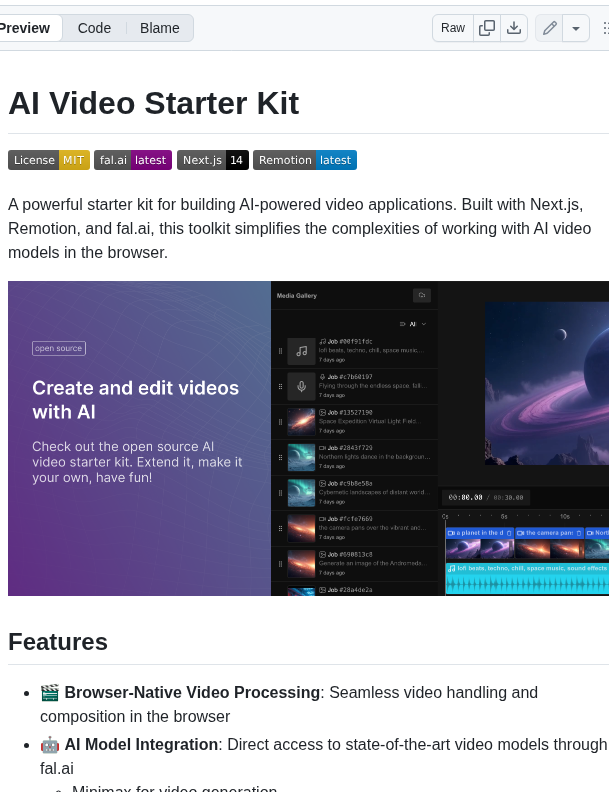 Preview Code Blame Raw
AI Video Starter Kit
License MIT fal.ai latest Next.js 14 Remotion latest
A powerful starter kit for building AI-powered video applications. Built with Next.js,
Remotion, and fal.ai, this toolkit simplifies the complexities of working with AI video
models in the browser.
open source
Create and edit videos
with AI
Check out the open source AI
video starter kit. Extend it, make it
your own, have fun!
Media Gallery
All
Job #00f91fdc
lofi beats, techno, chill, space music,...
7 days ago
Job #c7b60197
Flying through the endless space, fall...
7 days ago
Job #13527190
Space Expedition Virtual Light Field...
7 days ago
Job #2843f729
Northern lights dance in the backgroun...
7 days ago
Job #c9b8e58a
Cybernetic landscapes of distant world...
7 days ago
Job #fcfe7669
the camera pans over the vibrant and...
7 days ago
Job #690813c8
Generate an image of the Andromeda...
7 days ago
Job #28a4de2a
00:00.00 / 00:30.00
0s 5s 10s
a planet in the d the camera pan: North
lofi beats, techno, chill, space music, sound effects
Features
🎬 Browser-Native Video Processing: Seamless video handling and
composition in the browser
🤖 AI Model Integration: Direct access to state-of-the-art video models through
fal.ai
Minimax for video generation